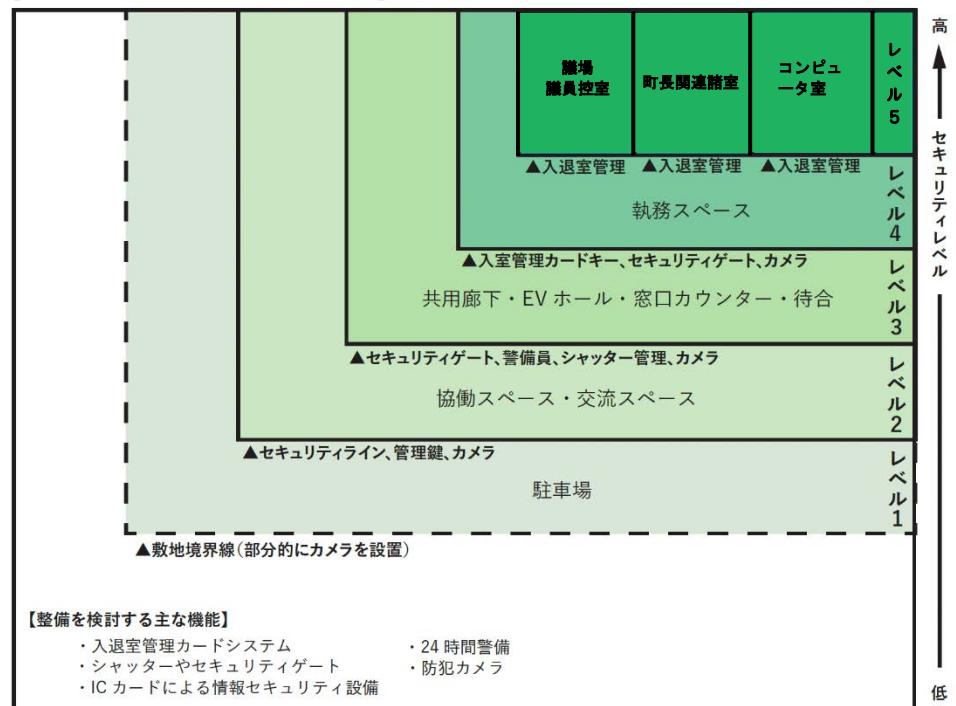 高
セキュリティレベル
低
議場
議員控室
町長関連諸室
コンピュ
ータ室
レベル5
▲入退室管理
▲入退室管理
▲入退室管理
執務スペース
レベル4
▲入室管理カードキー、セキュリティゲート、カメラ
共用廊下・EVホール・窓口カウンター・待合
レベル3
▲セキュリティゲート、警備員、シャッター管理、カメラ
協働スペース・交流スペース
レベル2
▲セキュリティライン、管理鍵、カメラ
駐車場
レベル1
▲敷地境界線(部分的にカメラを設置)
【整備を検討する主な機能】
・入退室管理カードシステム
・シャッターやセキュリティゲート
・ICカードによる情報セキュリティ設備
・24時間警備
・防犯カメラ